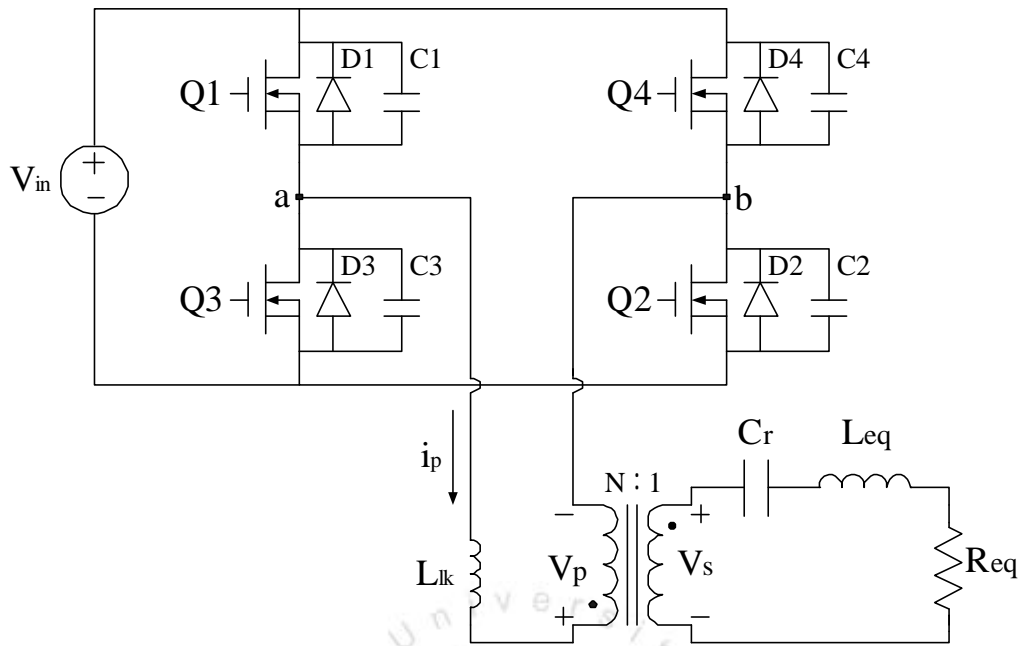 D1 C1 D4 C4
Q1 Q4
+
Vin
−
a b
D3 C3 D2 C2
Q3 Q2
Cr Leq
ip
N : 1
− +
Llk Vp Vs Req
+ −
Universi